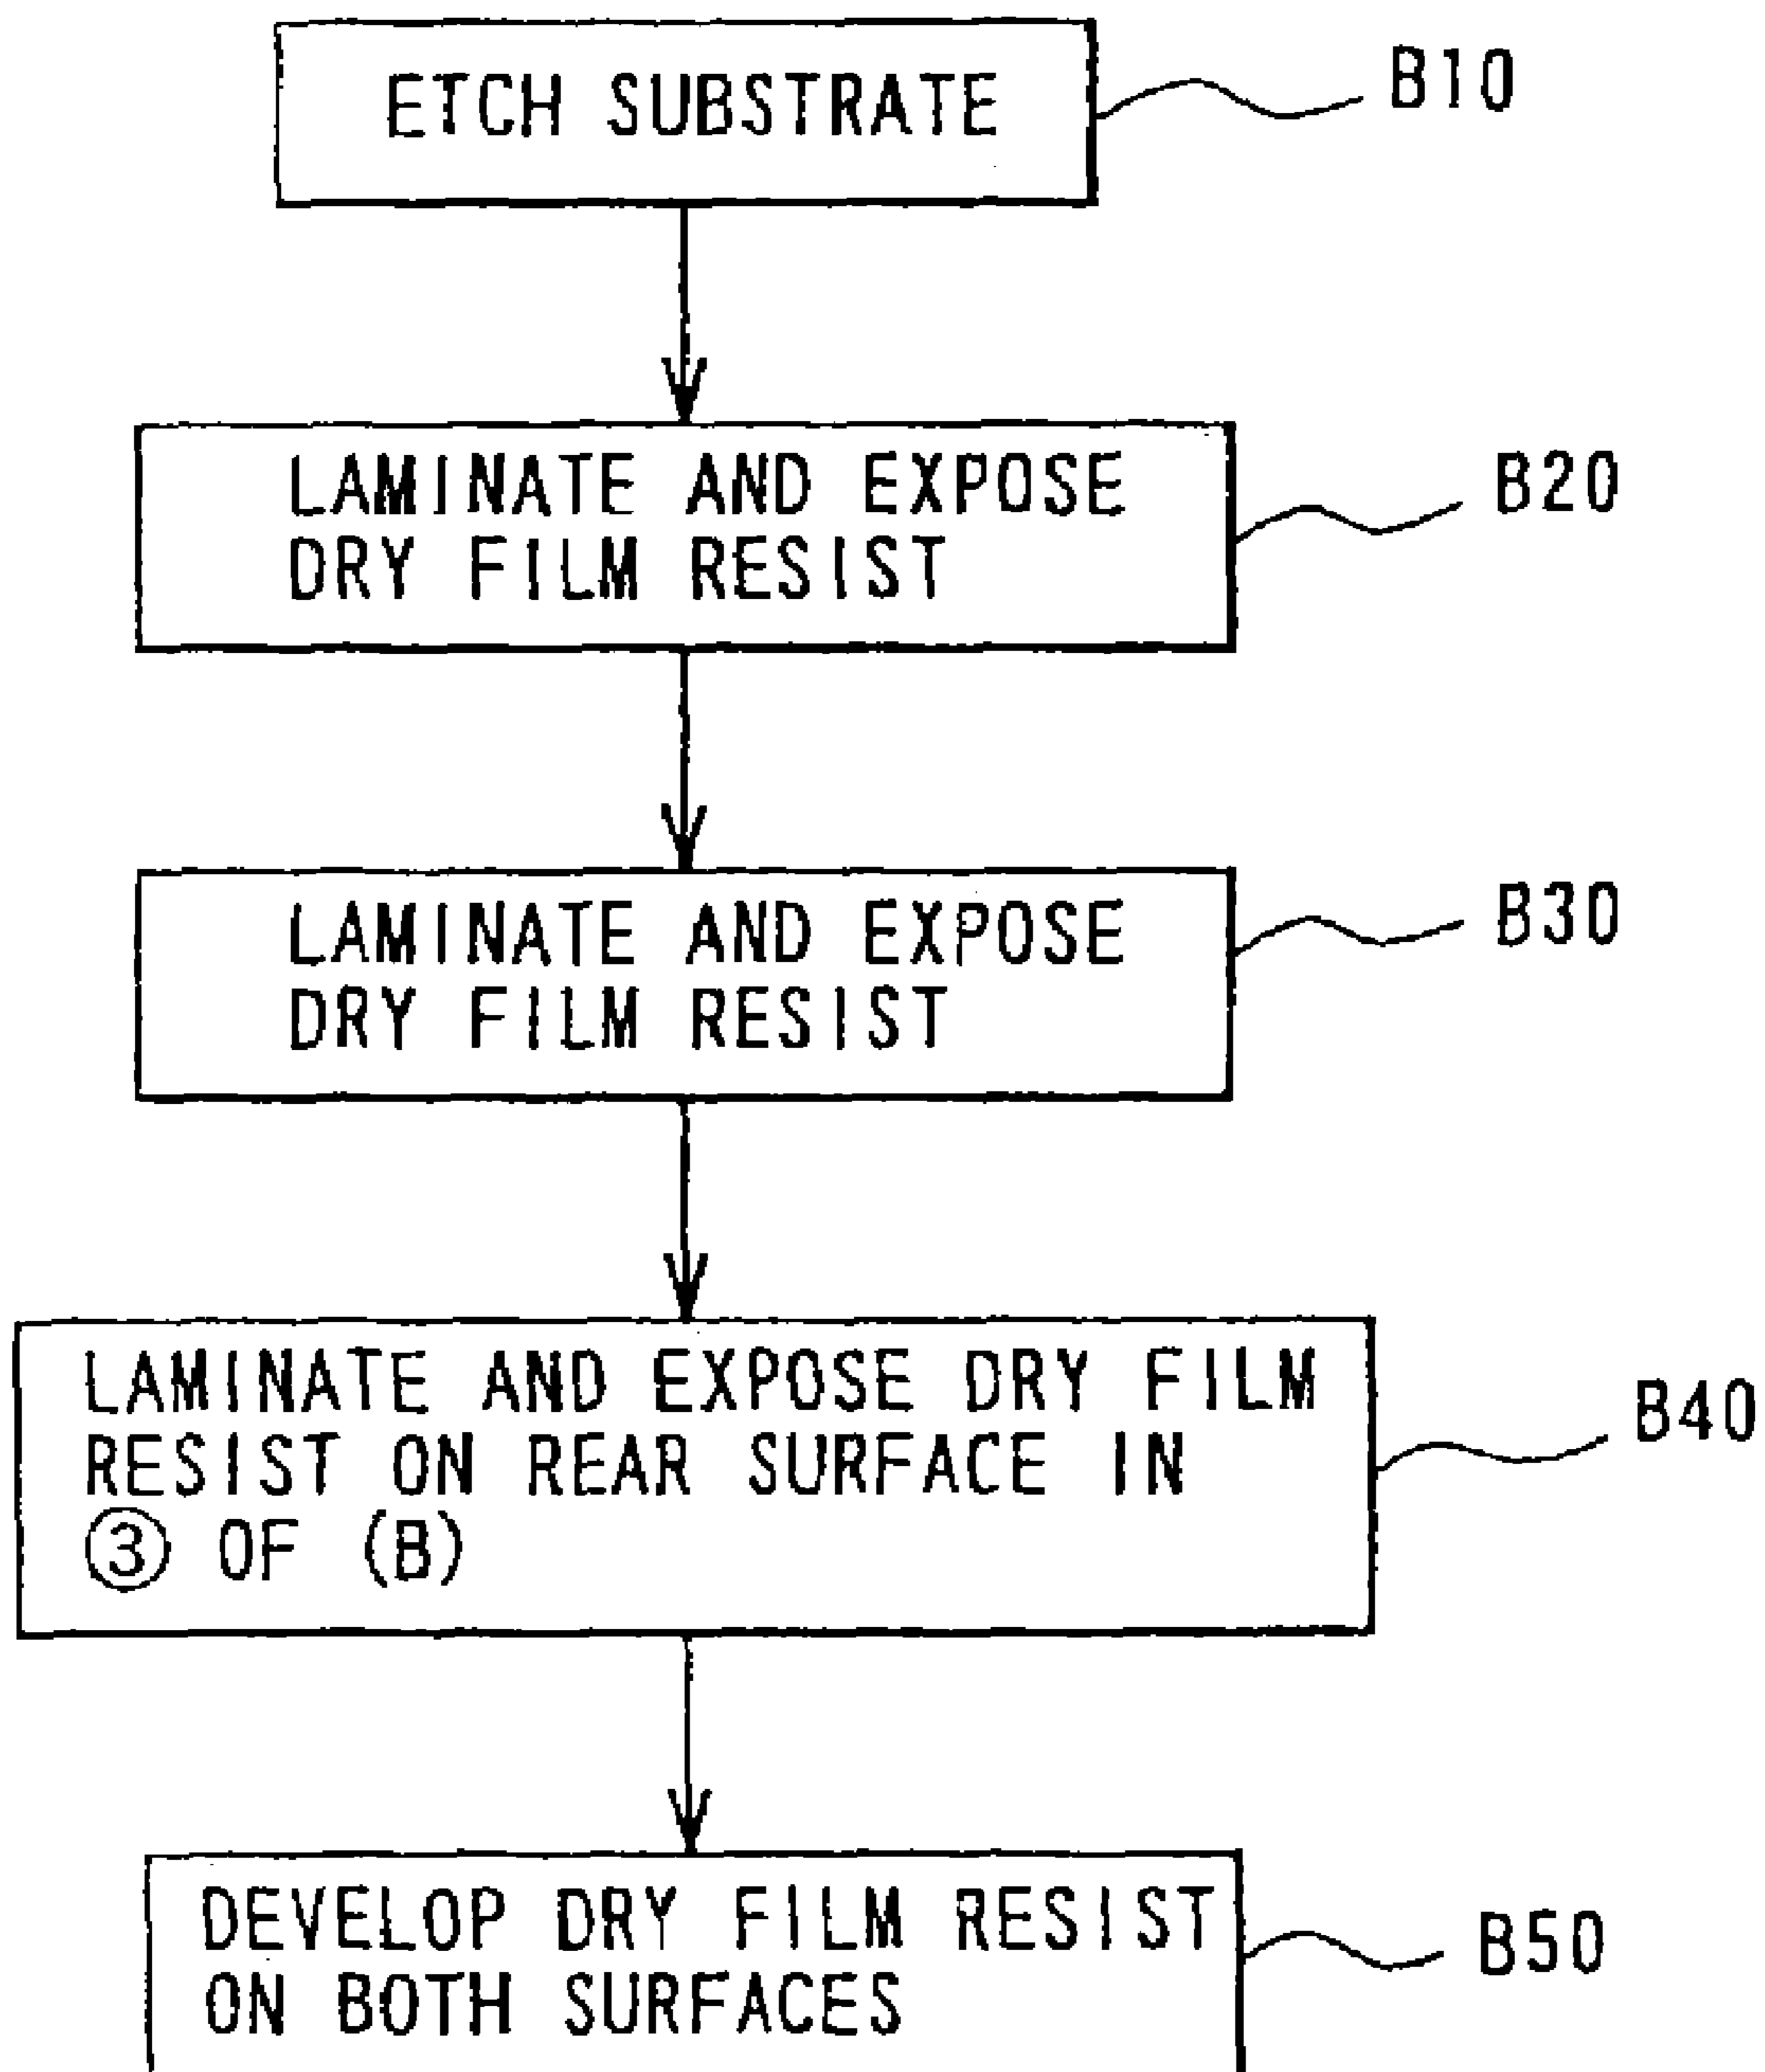 ETCH SUBSTRATE
B10
LAMINATE AND EXPOSE
DRY FILM RESIST
B20
LAMINATE AND EXPOSE
DRY FILM RESIST
B30
LAMINATE AND EXPOSE DRY FILM
RESIST ON REAR SURFACE IN
③ OF (B)
B40
DEVELOP DRY FILM RESIST
ON BOTH SURFACES
B50